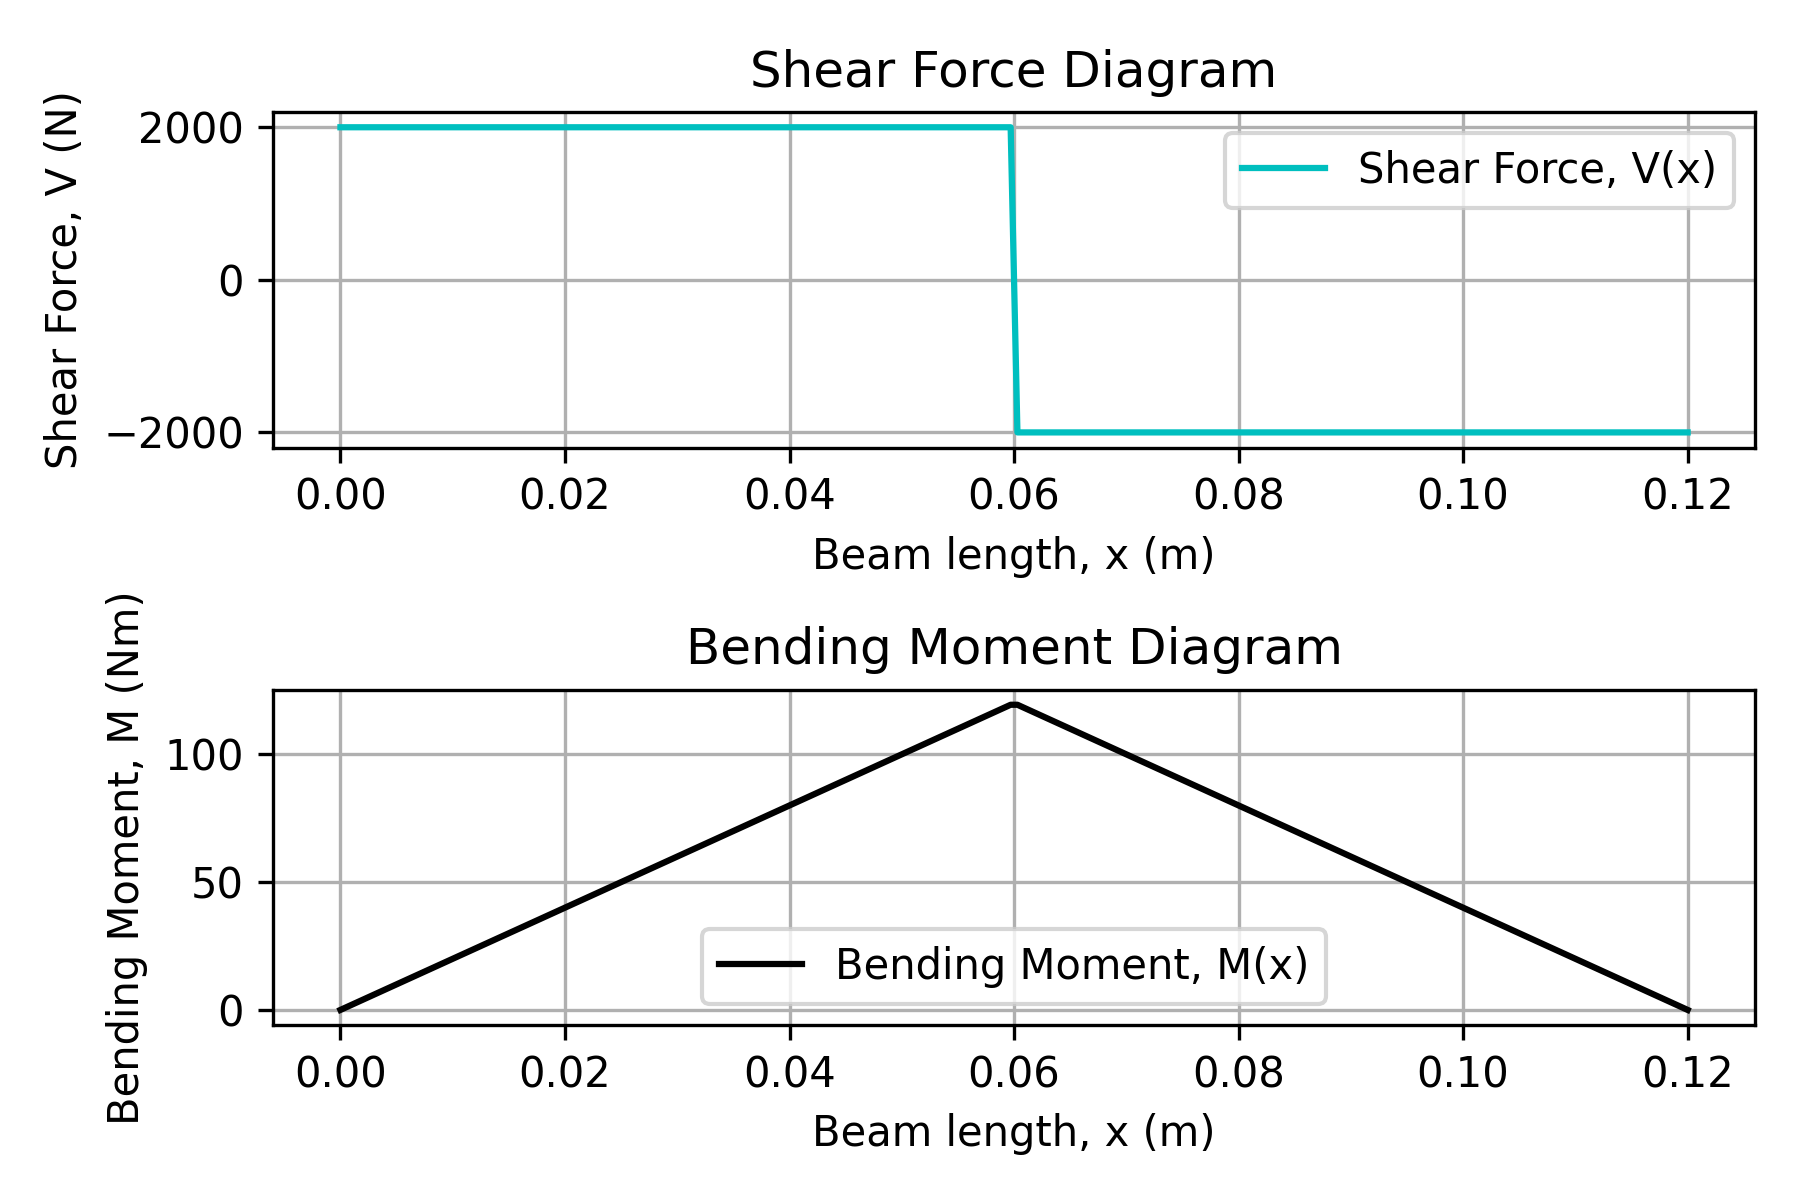 Shear Force Diagram
Shear Force, V (N)
2000
0
−2000
Shear Force, V(x)
0.00 0.02 0.04 0.06 0.08 0.10 0.12
Beam length, x (m)
Bending Moment Diagram
Bending Moment, M (Nm)
100
50
0
Bending Moment, M(x)
0.00 0.02 0.04 0.06 0.08 0.10 0.12
Beam length, x (m)